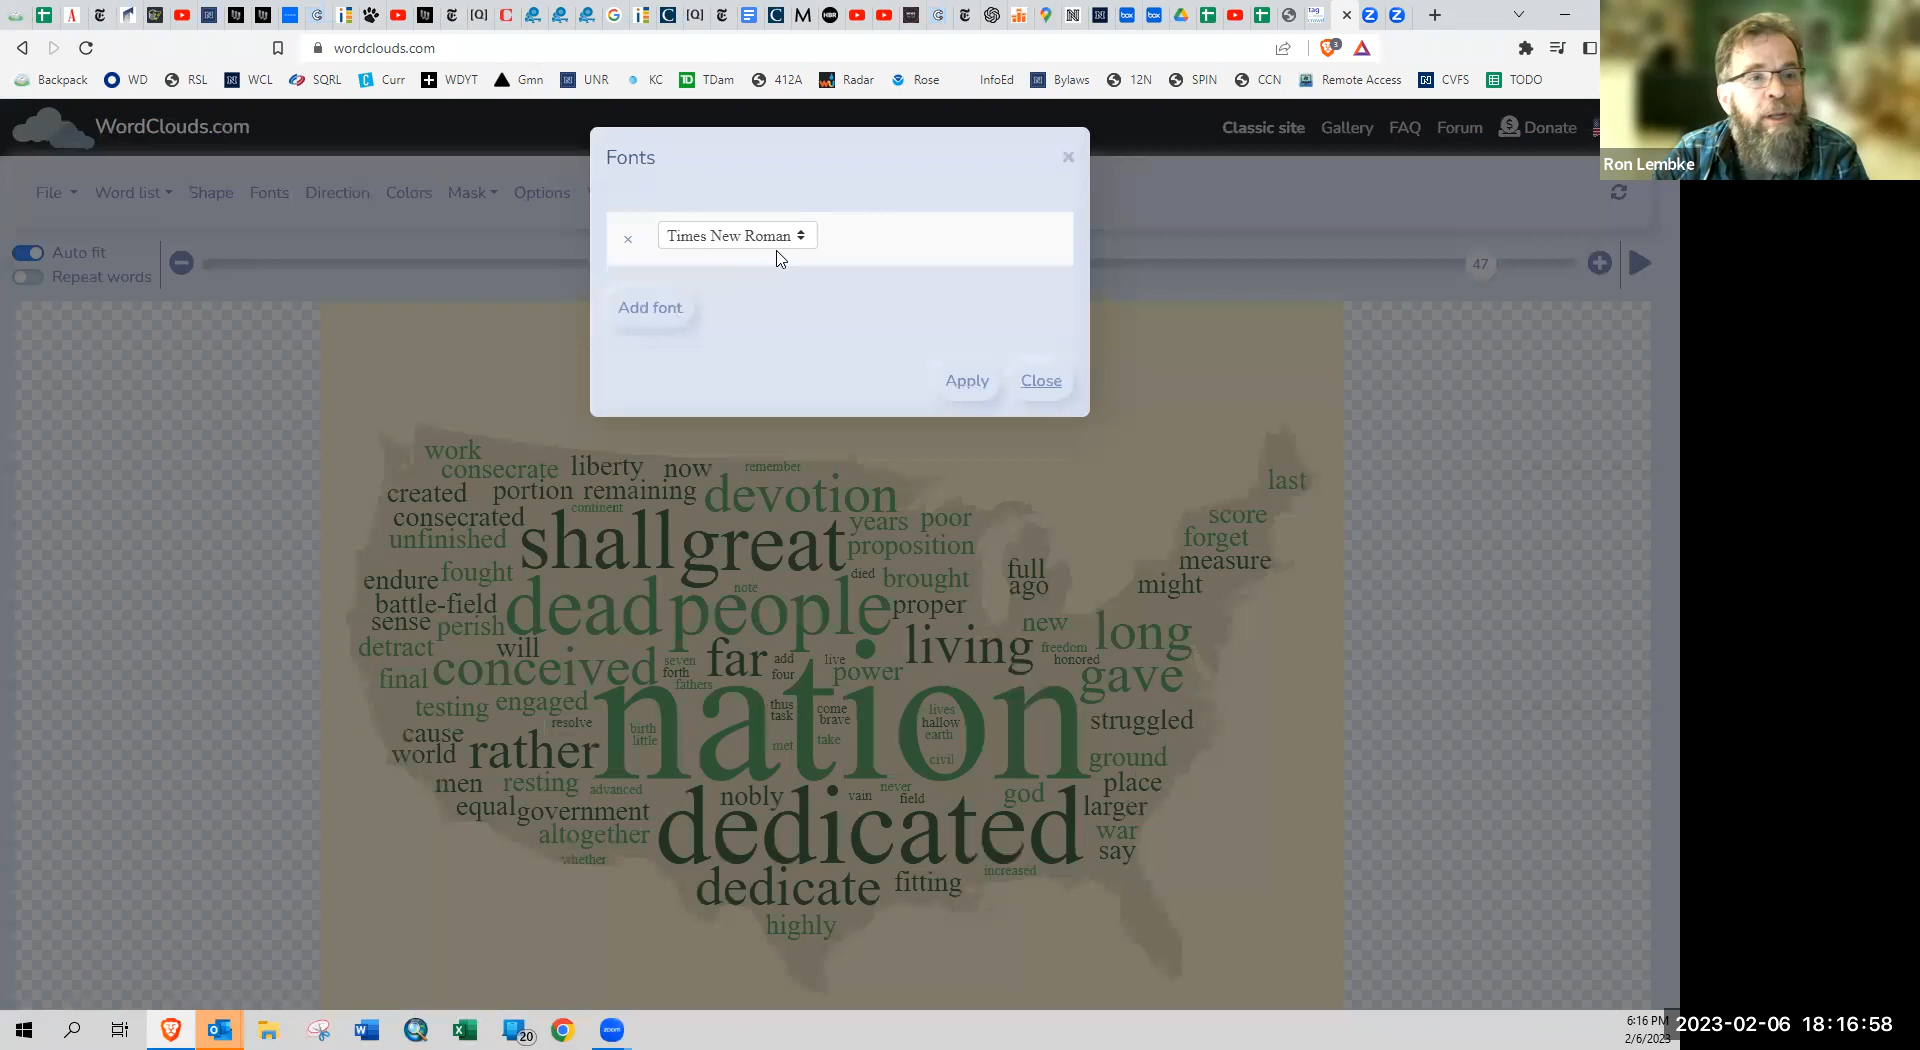 wordclouds.com
3
Backpack WD RSL WCL SQRL Curr WDYT Gmn UNR KC TDam 412A Radar Rose InfoEd Bylaws 12N SPIN CCN Remote Access CVFS TODO
WordClouds.com
Classic site Gallery FAQ Forum Donate
Ron Lembke
Fonts
×
File Word list Shape Fonts Direction Colors Mask Options
× Times New Roman
Auto fit
Repeat words
47
Add font
Apply Close
work
consecrate liberty now remember
created portion remaining devotion last
consecrated continent
unfinished shall great years poor score
proposition forget
measure
endure fought died brought full
ago might
battle-field dead people note proper
sense perish
detract will new long
conceived far living freedom
honored
seven add live
final forth four power gave
fathers
testing engaged nation thus
task come
brave lives
hallow
earth struggled
resolve birth
little
cause
world rather met take civil ground
men resting advanced nobly vain never
field god place
equal government dedicated larger
altogether war
say
whether increased
dedicate fitting
highly
20
6:16 PM
2/6/2023
2023-02-06 18:16:58